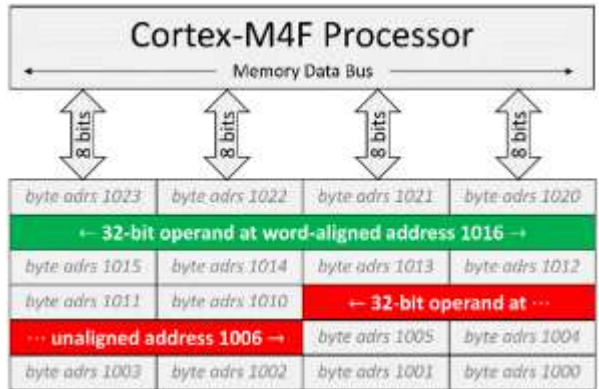 Cortex-M4F Processor
Memory Data Bus
8 bits 8 bits 8 bits 8 bits
byte adrs 1023 byte adrs 1022 byte adrs 1021 byte adrs 1020
← 32-bit operand at word-aligned address 1016 →
byte adrs 1015 byte adrs 1014 byte adrs 1013 byte adrs 1012
byte adrs 1011 byte adrs 1010 ← 32-bit operand at ···
··· unaligned address 1006 → byte adrs 1005 byte adrs 1004
byte adrs 1003 byte adrs 1002 byte adrs 1001 byte adrs 1000